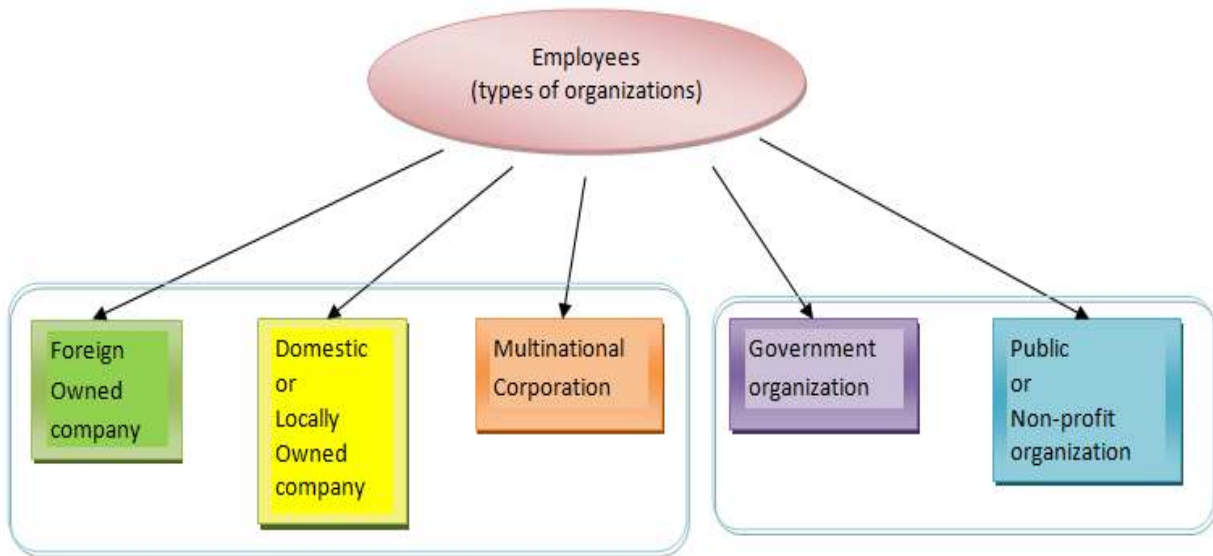 Employees
(types of organizations)
Foreign
Owned
company
Domestic
or
Locally
Owned
company
Multinational
Corporation
Government
organization
Public
or
Non-profit
organization